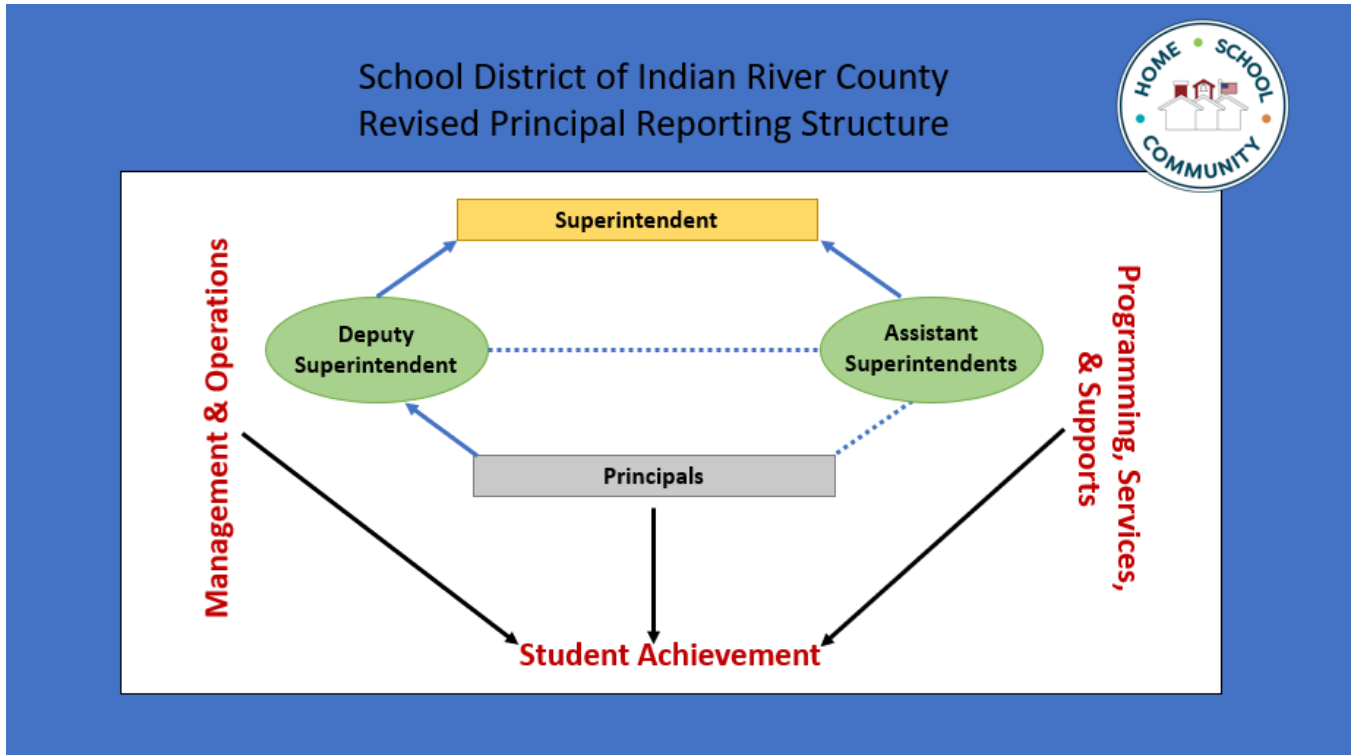 School District of Indian River County
Revised Principal Reporting Structure
HOME • SCHOOL • COMMUNITY
Superintendent
Management & Operations
Deputy
Superintendent
Assistant
Superintendents
Programming, Services,
& Supports
Principals
Student Achievement